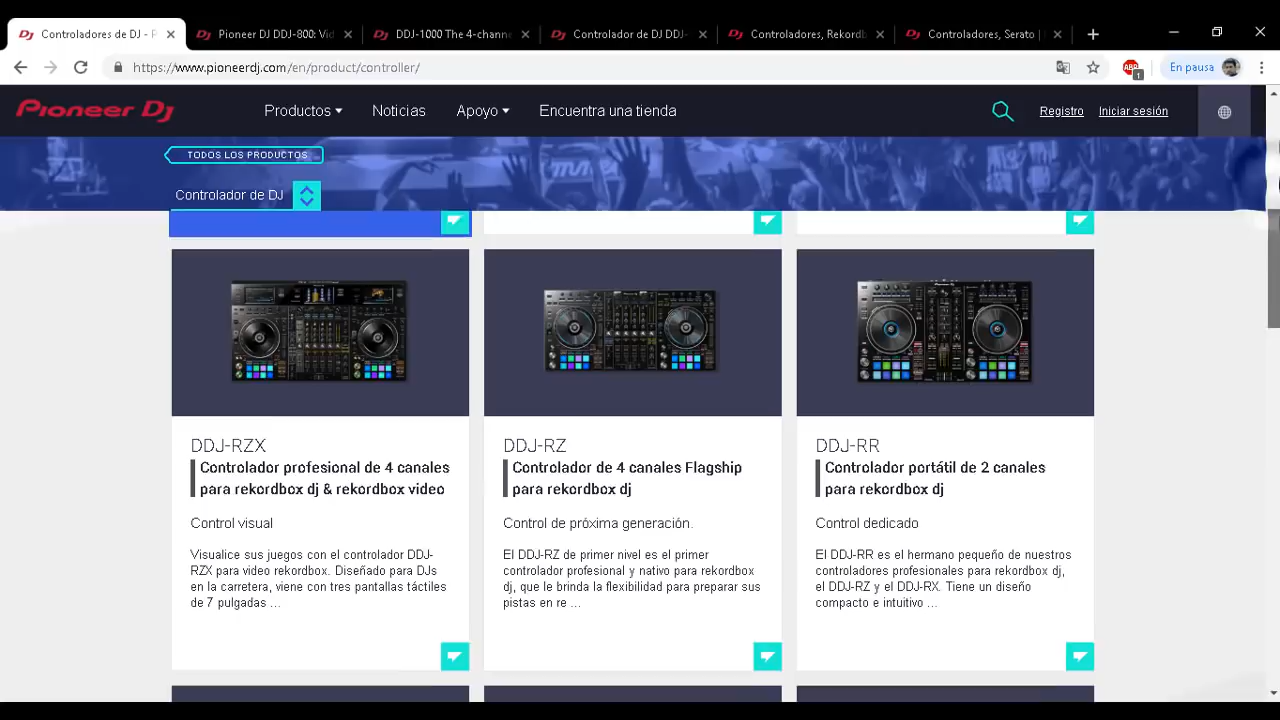 Controladores de DJ - P
Pioneer DJ DDJ-800: Vid
DDJ-1000 The 4-channe
Controlador de DJ DDJ-
Controladores, Rekordb
Controladores, Serato |
https://www.pioneerdj.com/en/product/controller/
ABP
1
En pausa
Pioneer Dj
Productos
Noticias
Apoyo
Encuentra una tienda
Registro
Iniciar sesión
TODOS LOS PRODUCTOS
Controlador de DJ
DDJ-RZX
Controlador profesional de 4 canales
para rekordbox dj & rekordbox video
Control visual
Visualice sus juegos con el controlador DDJ-
RZX para video rekordbox. Diseñado para DJs
en la carretera, viene con tres pantallas táctiles
de 7 pulgadas ...
DDJ-RZ
Controlador de 4 canales Flagship
para rekordbox dj
Control de próxima generación.
El DDJ-RZ de primer nivel es el primer
controlador profesional y nativo para rekordbox
dj, que le brinda la flexibilidad para preparar sus
pistas en re ...
DDJ-RR
Controlador portátil de 2 canales
para rekordbox dj
Control dedicado
El DDJ-RR es el hermano pequeño de nuestros
controladores profesionales para rekordbox dj,
el DDJ-RZ y el DDJ-RX. Tiene un diseño
compacto e intuitivo ...